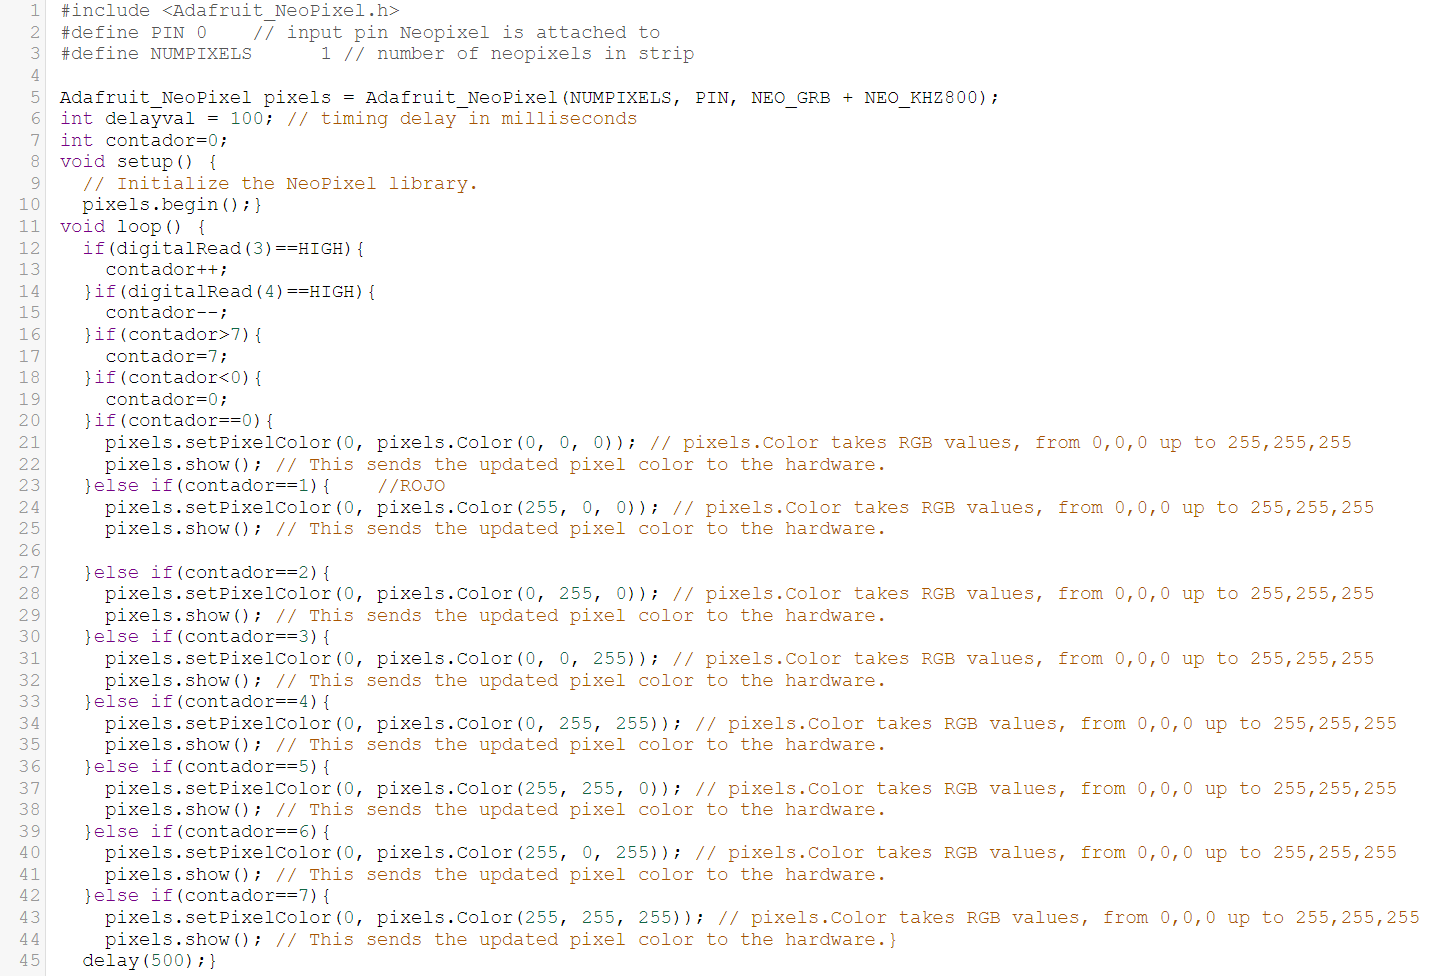 1 #include <Adafruit_NeoPixel.h>
2 #define PIN 0    // input pin Neopixel is attached to
3 #define NUMPIXELS      1 // number of neopixels in strip
4
5 Adafruit_NeoPixel pixels = Adafruit_NeoPixel(NUMPIXELS, PIN, NEO_GRB + NEO_KHZ800);
6 int delayval = 100; // timing delay in milliseconds
7 int contador=0;
8 void setup() {
9   // Initialize the NeoPixel library.
10   pixels.begin();}
11 void loop() {
12   if(digitalRead(3)==HIGH){
13     contador++;
14   }if(digitalRead(4)==HIGH){
15     contador--;
16   }if(contador>7){
17     contador=7;
18   }if(contador<0){
19     contador=0;
20   }if(contador==0){
21     pixels.setPixelColor(0, pixels.Color(0, 0, 0)); // pixels.Color takes RGB values, from 0,0,0 up to 255,255,255
22     pixels.show(); // This sends the updated pixel color to the hardware.
23   }else if(contador==1){    //ROJO
24     pixels.setPixelColor(0, pixels.Color(255, 0, 0)); // pixels.Color takes RGB values, from 0,0,0 up to 255,255,255
25     pixels.show(); // This sends the updated pixel color to the hardware.
26
27   }else if(contador==2){
28     pixels.setPixelColor(0, pixels.Color(0, 255, 0)); // pixels.Color takes RGB values, from 0,0,0 up to 255,255,255
29     pixels.show(); // This sends the updated pixel color to the hardware.
30   }else if(contador==3){
31     pixels.setPixelColor(0, pixels.Color(0, 0, 255)); // pixels.Color takes RGB values, from 0,0,0 up to 255,255,255
32     pixels.show(); // This sends the updated pixel color to the hardware.
33   }else if(contador==4){
34     pixels.setPixelColor(0, pixels.Color(0, 255, 255)); // pixels.Color takes RGB values, from 0,0,0 up to 255,255,255
35     pixels.show(); // This sends the updated pixel color to the hardware.
36   }else if(contador==5){
37     pixels.setPixelColor(0, pixels.Color(255, 255, 0)); // pixels.Color takes RGB values, from 0,0,0 up to 255,255,255
38     pixels.show(); // This sends the updated pixel color to the hardware.
39   }else if(contador==6){
40     pixels.setPixelColor(0, pixels.Color(255, 0, 255)); // pixels.Color takes RGB values, from 0,0,0 up to 255,255,255
41     pixels.show(); // This sends the updated pixel color to the hardware.
42   }else if(contador==7){
43     pixels.setPixelColor(0, pixels.Color(255, 255, 255)); // pixels.Color takes RGB values, from 0,0,0 up to 255,255,255
44     pixels.show(); // This sends the updated pixel color to the hardware.}
45   delay(500);}